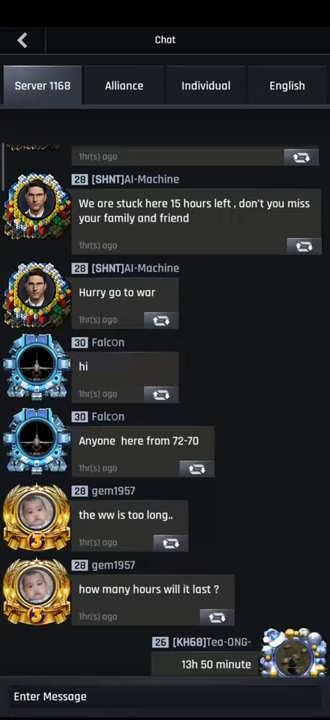 Chat
Server 1168
Alliance
Individual
English
1hr(s) ago
28 [SHNT]AI-Machine
We are stuck here 15 hours left , don't you miss
your family and friend
1hr(s) ago
28 [SHNT]AI-Machine
Hurry go to war
1hr(s) ago
30 Falcon
hi
1hr(s) ago
30 Falcon
Anyone here from 72-70
1hr(s) ago
28 gem1957
the ww is too long..
1hr(s) ago
28 gem1957
how many hours will it last ?
1hr(s) ago
26 [KH68]Tea-ONG-
13h 50 minute
Enter Message